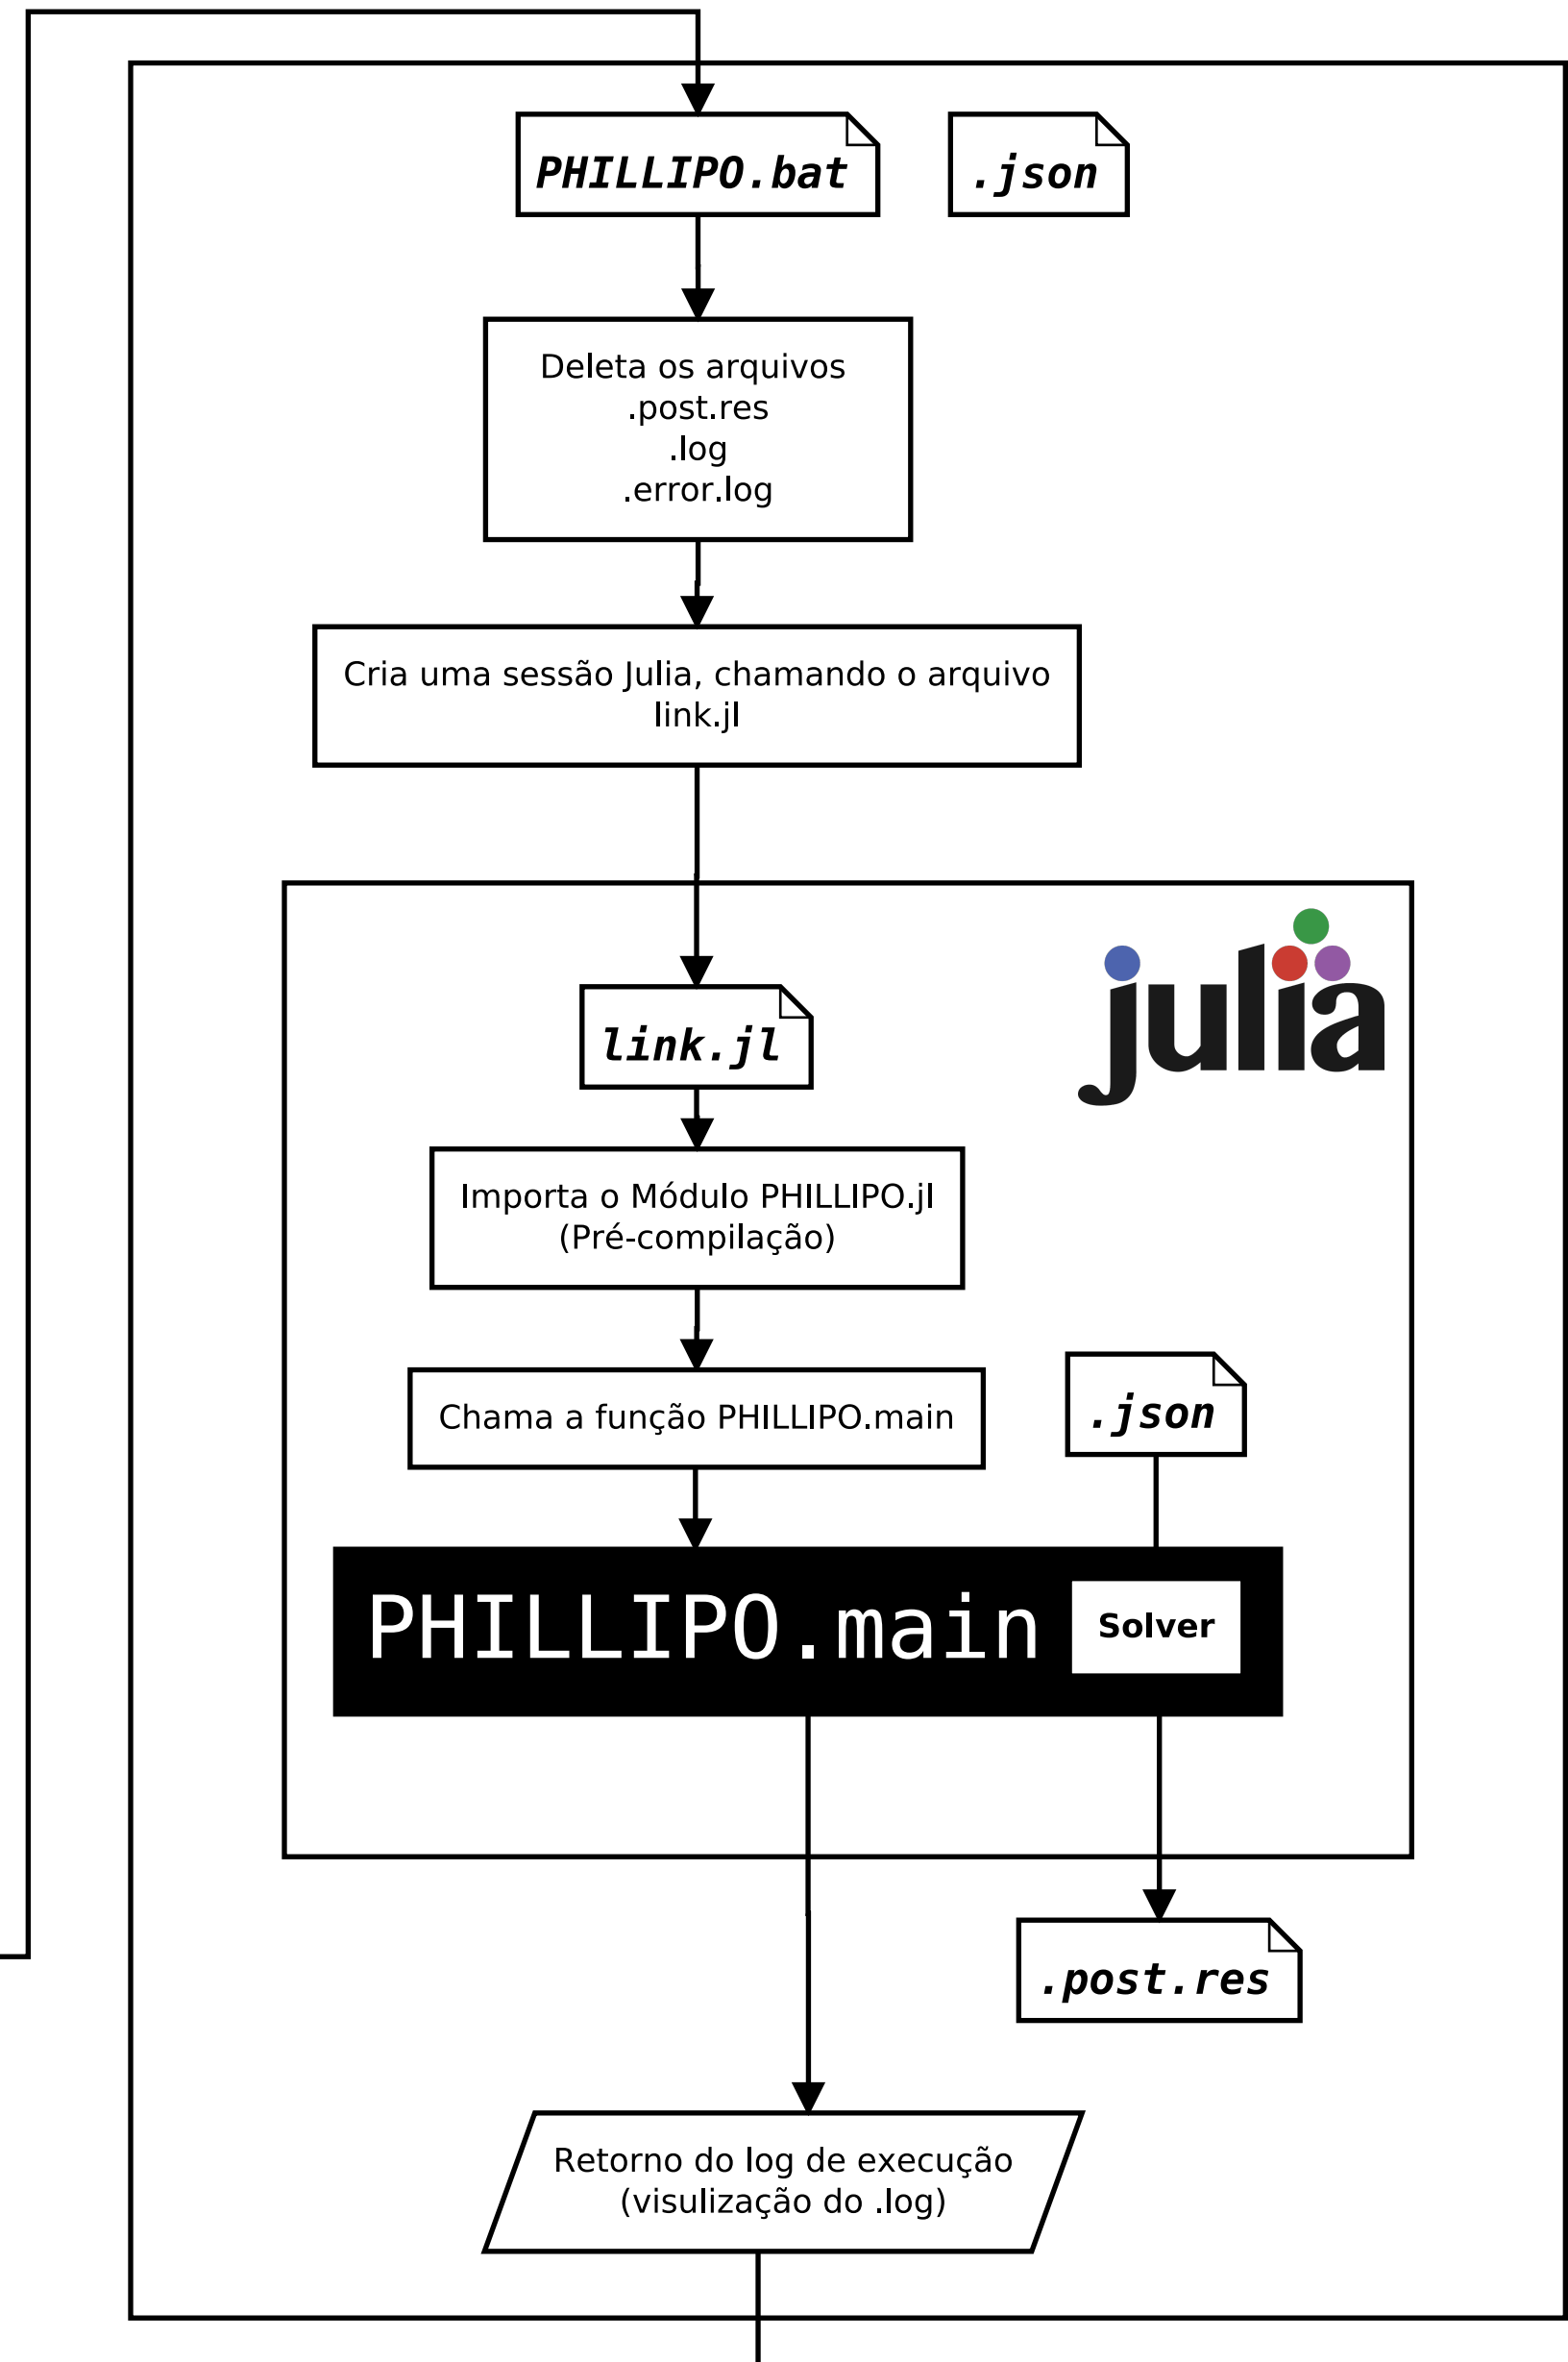 PHILLIPO.bat
.json
Deleta os arquivos
.post.res
.log
.error.log
Cria uma sessão Julia, chamando o arquivo
link.jl
julia
link.jl
Importa o Módulo PHILLIPO.jl
(Pré-compilação)
Chama a função PHILLIPO.main
.json
PHILLIPO.main
Solver
.post.res
Retorno do log de execução
(visulização do .log)